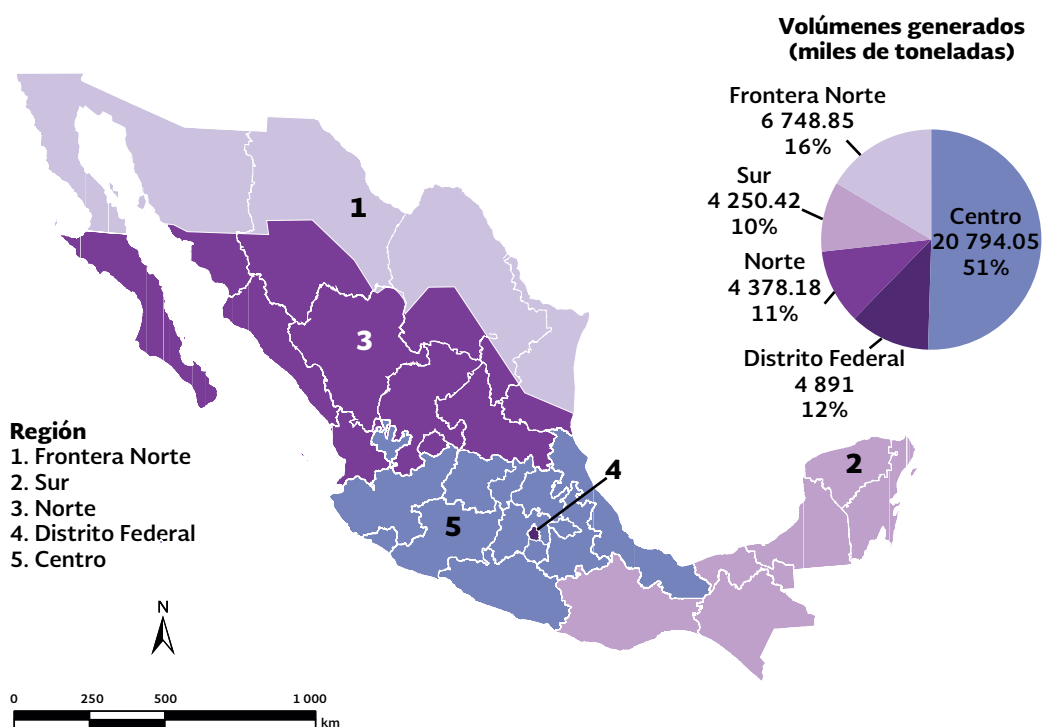 Volúmenes generados
(miles de toneladas)
Frontera Norte
6 748.85
16%
Sur
4 250.42
10%
Norte
4 378.18
11%
Distrito Federal
4 891
12%
Centro
20 794.05
51%
1
3
2
4
5
Región
1. Frontera Norte
2. Sur
3. Norte
4. Distrito Federal
5. Centro
N
0 250 500 1 000
km